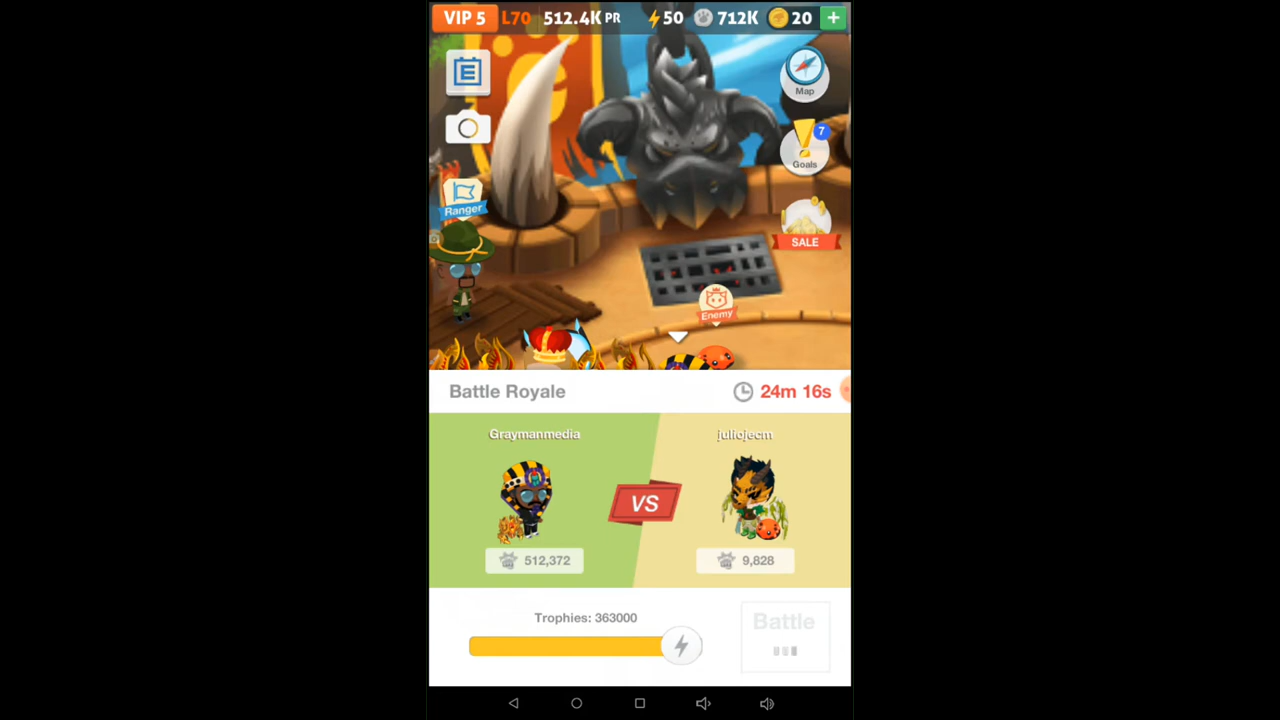 VIP 5 L70 512.4K PR 50 712K 20 +
E
Map
7
Goals
Ranger
SALE
Enemy
Battle Royale 24m 16s
Graymanmedia juliojecm
VS
512,372 9,828
Trophies: 363000
Battle